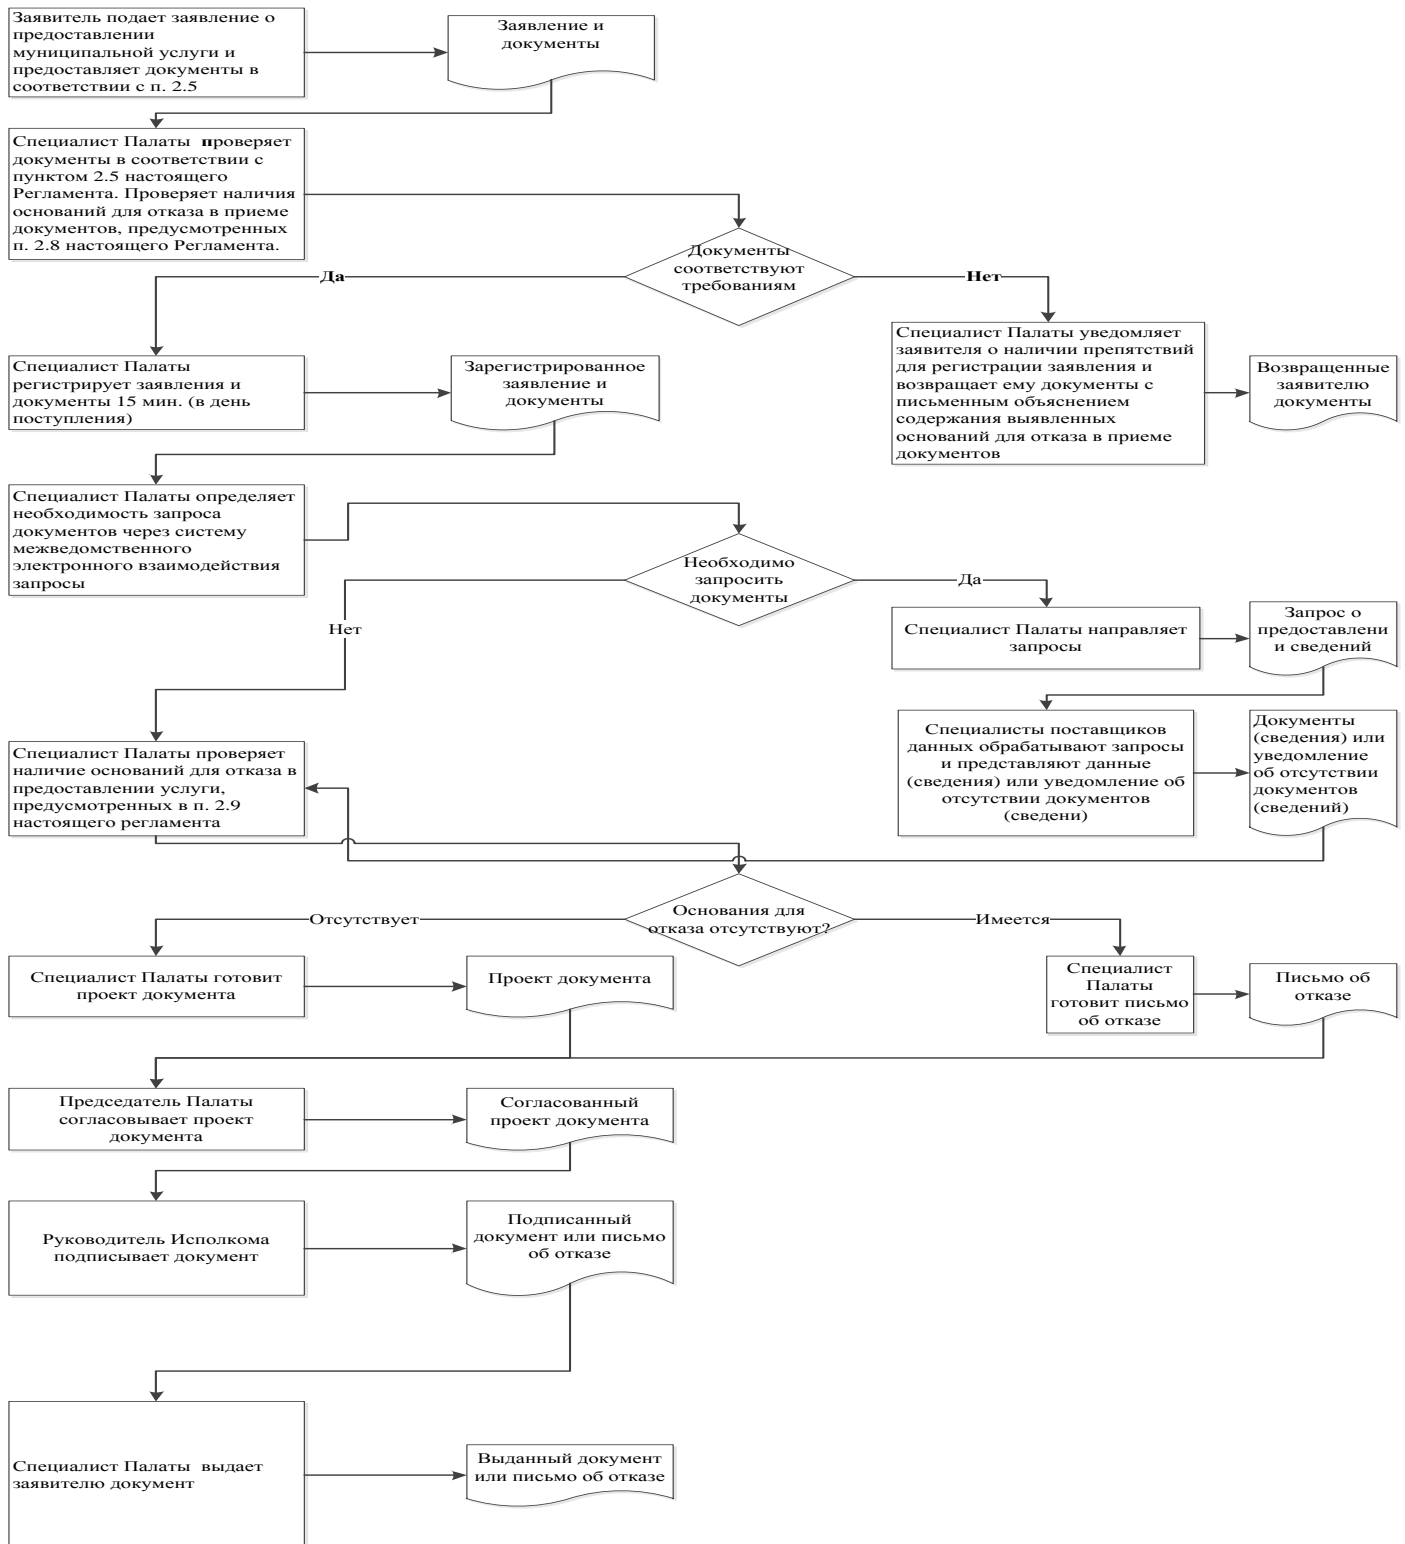 Заявитель подает заявление о
предоставлении
муниципальной услуги и
предоставляет документы в
соответствии с п. 2.5
Заявление и
документы
Специалист Палаты  проверяет
документы в соответствии с
пунктом 2.5 настоящего
Регламента. Проверяет наличия
оснований для отказа в приеме
документов, предусмотренных
п. 2.8 настоящего Регламента.
Документы
соответствуют
требованиям
Да
Нет
Специалист Палаты
регистрирует заявления и
документы 15 мин. (в день
поступления)
Зарегистрированное
заявление и
документы
Специалист Палаты уведомляет
заявителя о наличии препятствий
для регистрации заявления и
возвращает ему документы с
письменным объяснением
содержания выявленных
оснований для отказа в приеме
документов
Возвращенные
заявителю
документы
Специалист Палаты определяет
необходимость запроса
документов через систему
межведомственного
электронного взаимодействия
запросы
Необходимо
запросить
документы
Да
Нет
Специалист Палаты направляет
запросы
Запрос о
предоставлени
и сведений
Специалисты поставщиков
данных обрабатывают запросы
и представляют данные
(сведения) или уведомление об
отсутствии документов
(сведени)
Документы
(сведения) или
уведомление
об отсутствии
документов
(сведений)
Специалист Палаты проверяет
наличие оснований для отказа в
предоставлении услуги,
предусмотренных в п. 2.9
настоящего регламента
Основания для
отказа отсутствуют?
Отсутствует
Имеется
Специалист Палаты готовит
проект документа
Проект документа
Специалист
Палаты
готовит письмо
об отказе
Письмо об
отказе
Председатель Палаты
согласовывает проект
документа
Согласованный
проект документа
Руководитель Исполкома
подписывает документ
Подписанный
документ или письмо
об отказе
Специалист Палаты  выдает
заявителю документ
Выданный документ
или письмо об отказе